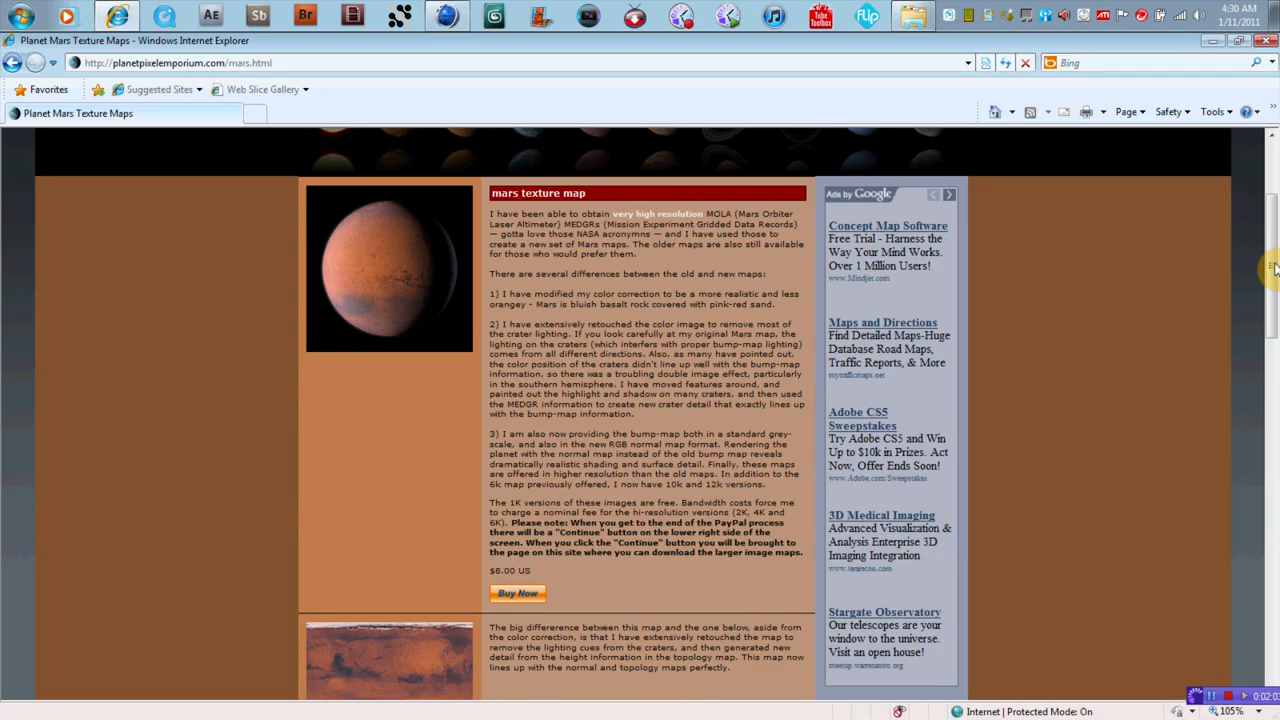 4:30 AM
1/11/2011
Ae
Sb
Br
Tube
Toolbox
FLip
Planet Mars Texture Maps - Windows Internet Explorer
http://planetpixelemporium.com/mars.html
Bing
Favorites
Suggested Sites
Web Slice Gallery
Planet Mars Texture Maps
Page
Safety
Tools
mars texture map
I have been able to obtain very high resolution MOLA (Mars Orbiter
Laser Altimeter) MEDGRs (Mission Experiment Gridded Data Records)
— gotta love those NASA acronymns — and I have used those to
create a new set of Mars maps. The older maps are also still available
for those who would prefer them.
There are several differences between the old and new maps:
1) I have modified my color correction to be a more realistic and less
orangey - Mars is bluish basalt rock covered with pink-red sand.
2) I have extensively retouched the color image to remove most of
the crater lighting. If you look carefully at my original Mars map, the
lighting on the craters (which interfers with proper bump-map lighting)
comes from all different directions. Also, as many have pointed out,
the color position of the craters didn't line up well with the bump-map
information, so there was a troubling double image effect, particularly
in the southern hemisphere. I have moved features around, and
painted out the highlight and shadow on many craters, and then used
the MEDGR information to create new crater detail that exactly lines up
with the bump-map information.
3) I am also now providing the bump-map both in a standard grey-
scale, and also in the new RGB normal map format. Rendering the
planet with the normal map instead of the old bump map reveals
dramatically realistic shading and surface detail. Finally, these maps
are offered in higher resolution than the old maps. In addition to the
6k map previously offered, I now have 10k and 12k versions.
The 1K versions of these images are free. Bandwidth costs force me
to charge a nominal fee for the hi-resolution versions (2K, 4K and
6K). Please note: When you get to the end of the PayPal process
there will be a "Continue" button on the lower right side of the
screen. When you click the "Continue" button you will be brought to
the page on this site where you can download the larger image maps.
$8.00 US
Buy Now
The big differerence between this map and the one below, aside from
the color correction, is that I have extensively retouched the map to
remove the lighting cues from the craters, and then generated new
detail from the height information in the topology map. This map now
lines up with the normal and topology maps perfectly.
Ads by Google
Concept Map Software
Free Trial - Harness the
Way Your Mind Works.
Over 1 Million Users!
www.Mindjet.com
Maps and Directions
Find Detailed Maps-Huge
Database Road Maps,
Traffic Reports, & More
mytrafficmaps.net
Adobe CS5
Sweepstakes
Try Adobe CS5 and Win
Up to $10k in Prizes. Act
Now, Offer Ends Soon!
www.Adobe.com/Sweepstakes
3D Medical Imaging
Advanced Visualization &
Analysis Enterprise 3D
Imaging Integration
Stargate Observatory
Our telescopes are your
window to the universe.
Visit an open house!
meetup.warrenastro.org
Internet | Protected Mode: On
105%